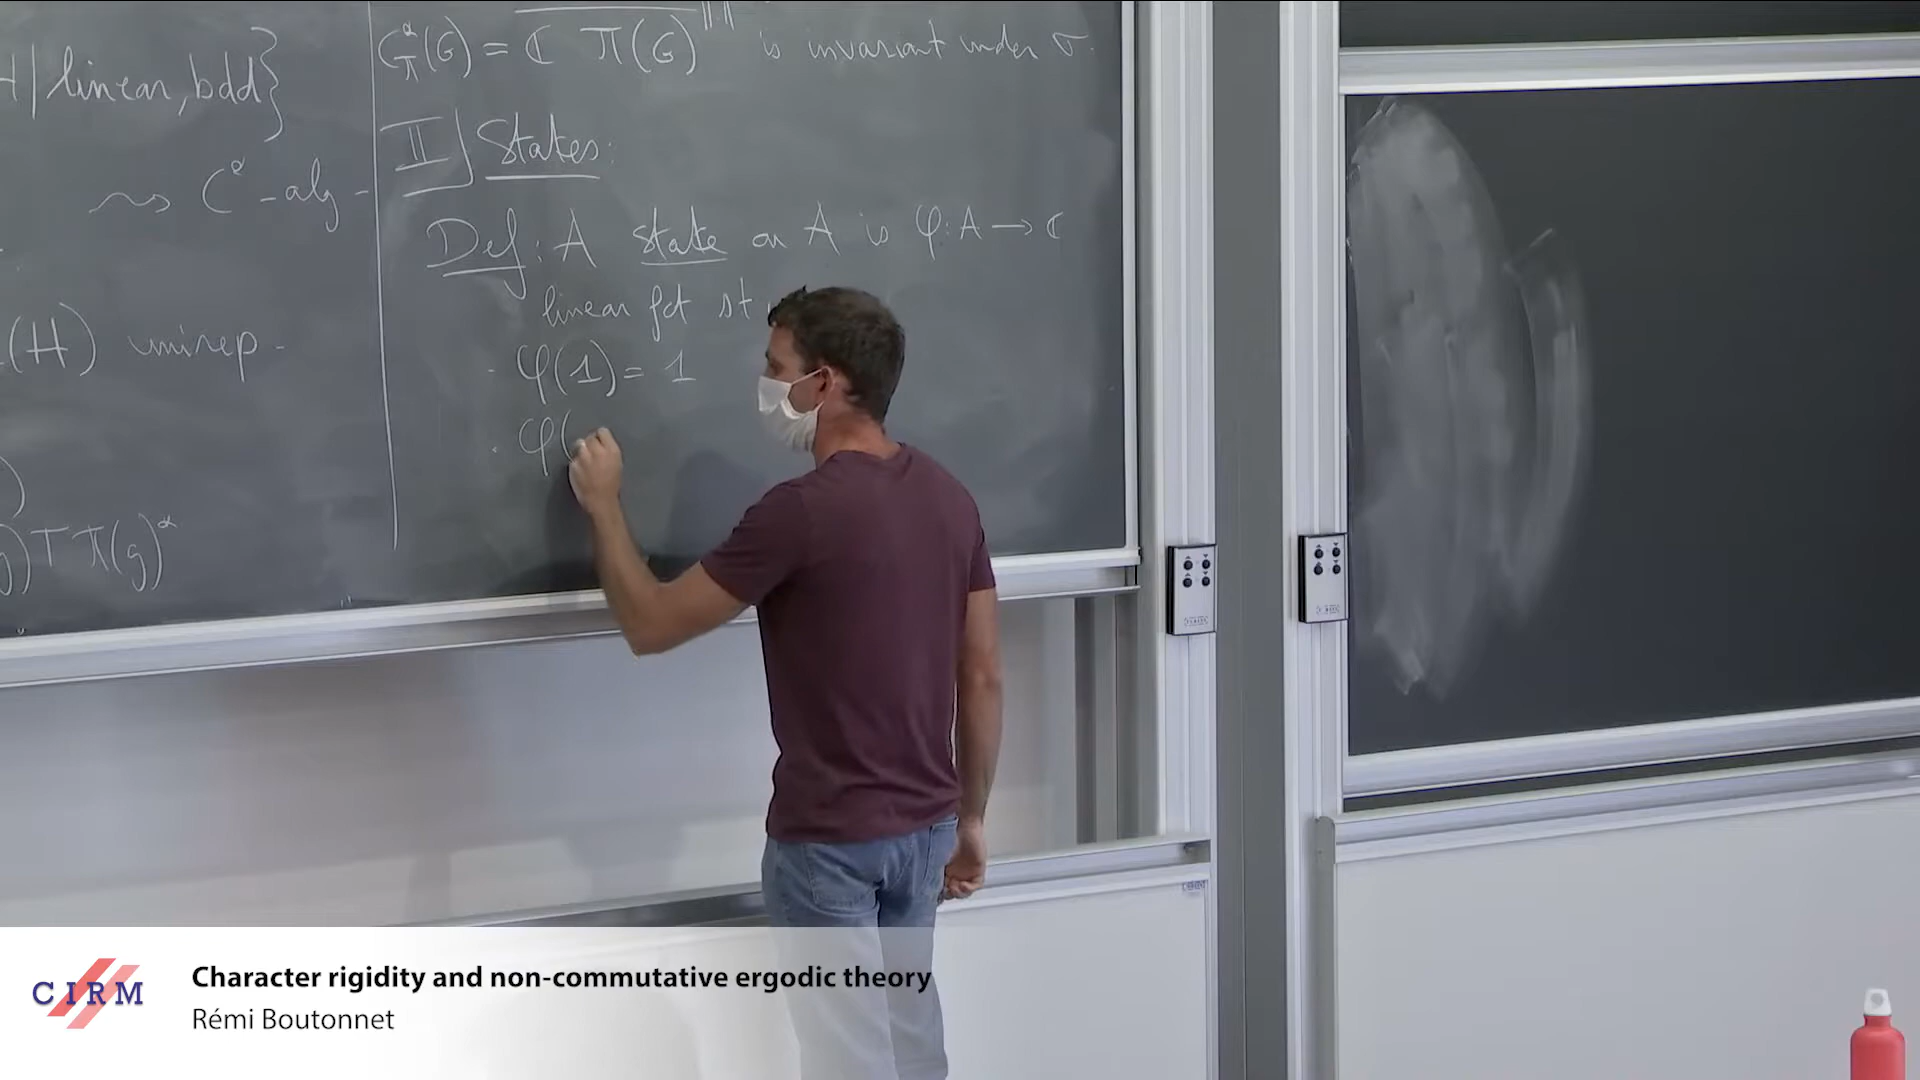 H | linear, bdd}
⤳ C* - alg -
(H) unirep -
)
g) T π(g)*
C*π(G) = ℂ π(G) ‖·‖ is invariant under σ.
II] States:
Def: A state on A is φ: A → ℂ
linear fct st
- φ(1) = 1
. φ(
CIRM
Character rigidity and non-commutative ergodic theory
Rémi Boutonnet